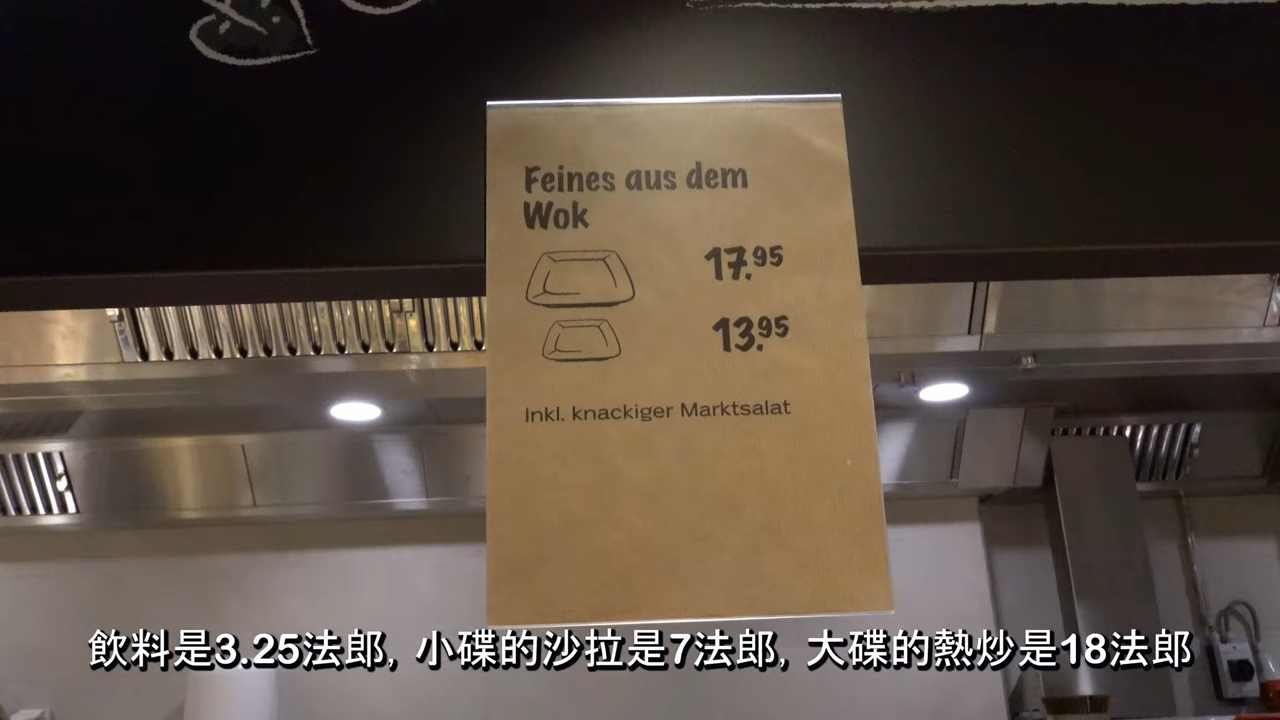 Feines aus dem
Wok
17.95
13.95
Inkl. knackiger Marktsalat
飲料是3.25法郎, 小碟的沙拉是7法郎, 大碟的熱炒是18法郎